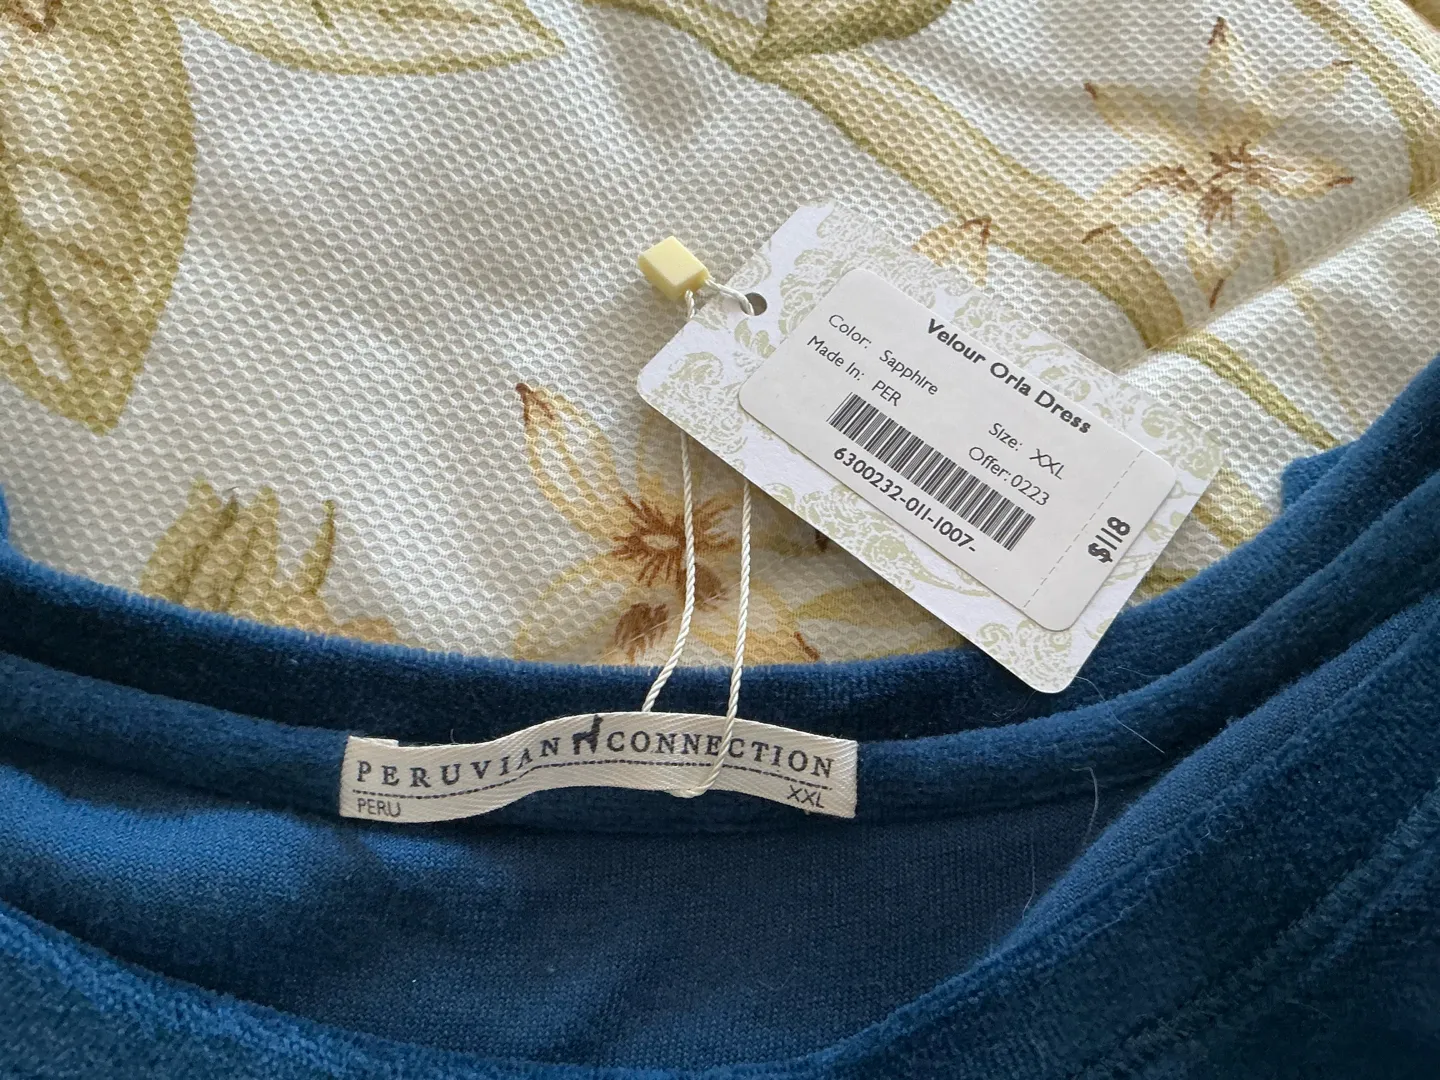 Velour Orla Dress
Color: Sapphire
Size: XXL
Made In: PER
Offer: 0223
6300232-011-1007-
$118
PERUVIAN CONNECTION
PERU
XXL